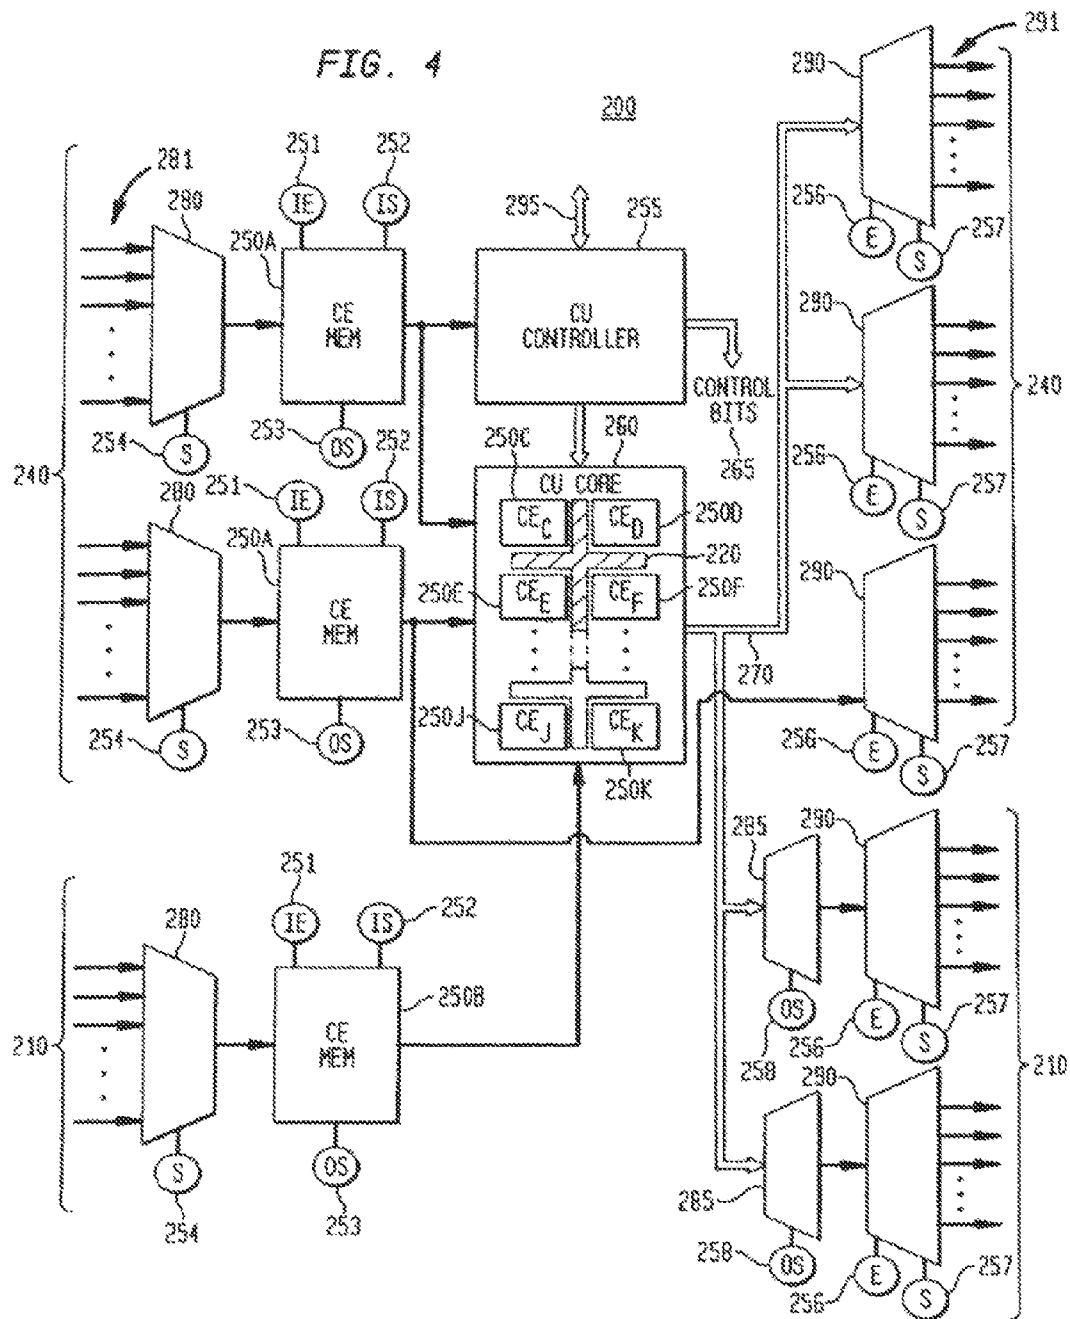 FIG. 4
200
291
290
281
280
251
252
IE
IS
250A
CE
MEM
295
255
CU
CONTROLLER
256
E
257
S
254
S
253
OS
240
CONTROL
BITS
265
290
256
E
257
S
240
250C
260
CU CORE
CE C
CE D
250D
220
250E
CE E
CE F
250F
250J
CE J
CE K
250K
251
252
IE
IS
280
250A
CE
MEM
254
S
253
OS
290
270
256
E
257
S
285
290
258
OS
256
E
257
S
210
251
252
IE
IS
280
250B
CE
MEM
210
254
S
253
OS
290
285
258
OS
256
E
257
S